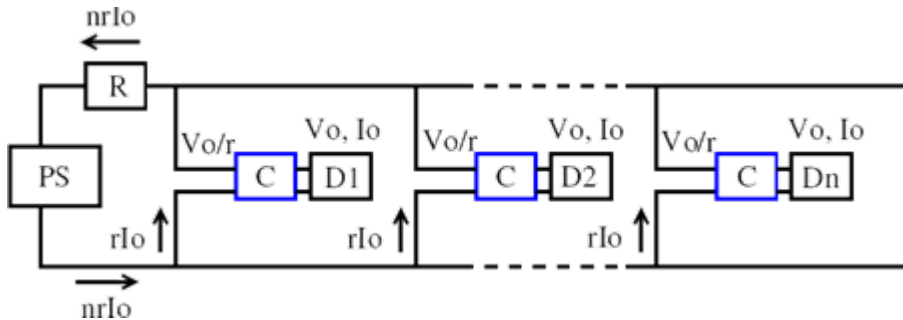 nrIo
R
Vo/r
Vo, Io
Vo/r
Vo, Io
Vo/r
Vo, Io
PS
C
D1
C
D2
C
Dn
rIo
rIo
rIo
nrIo